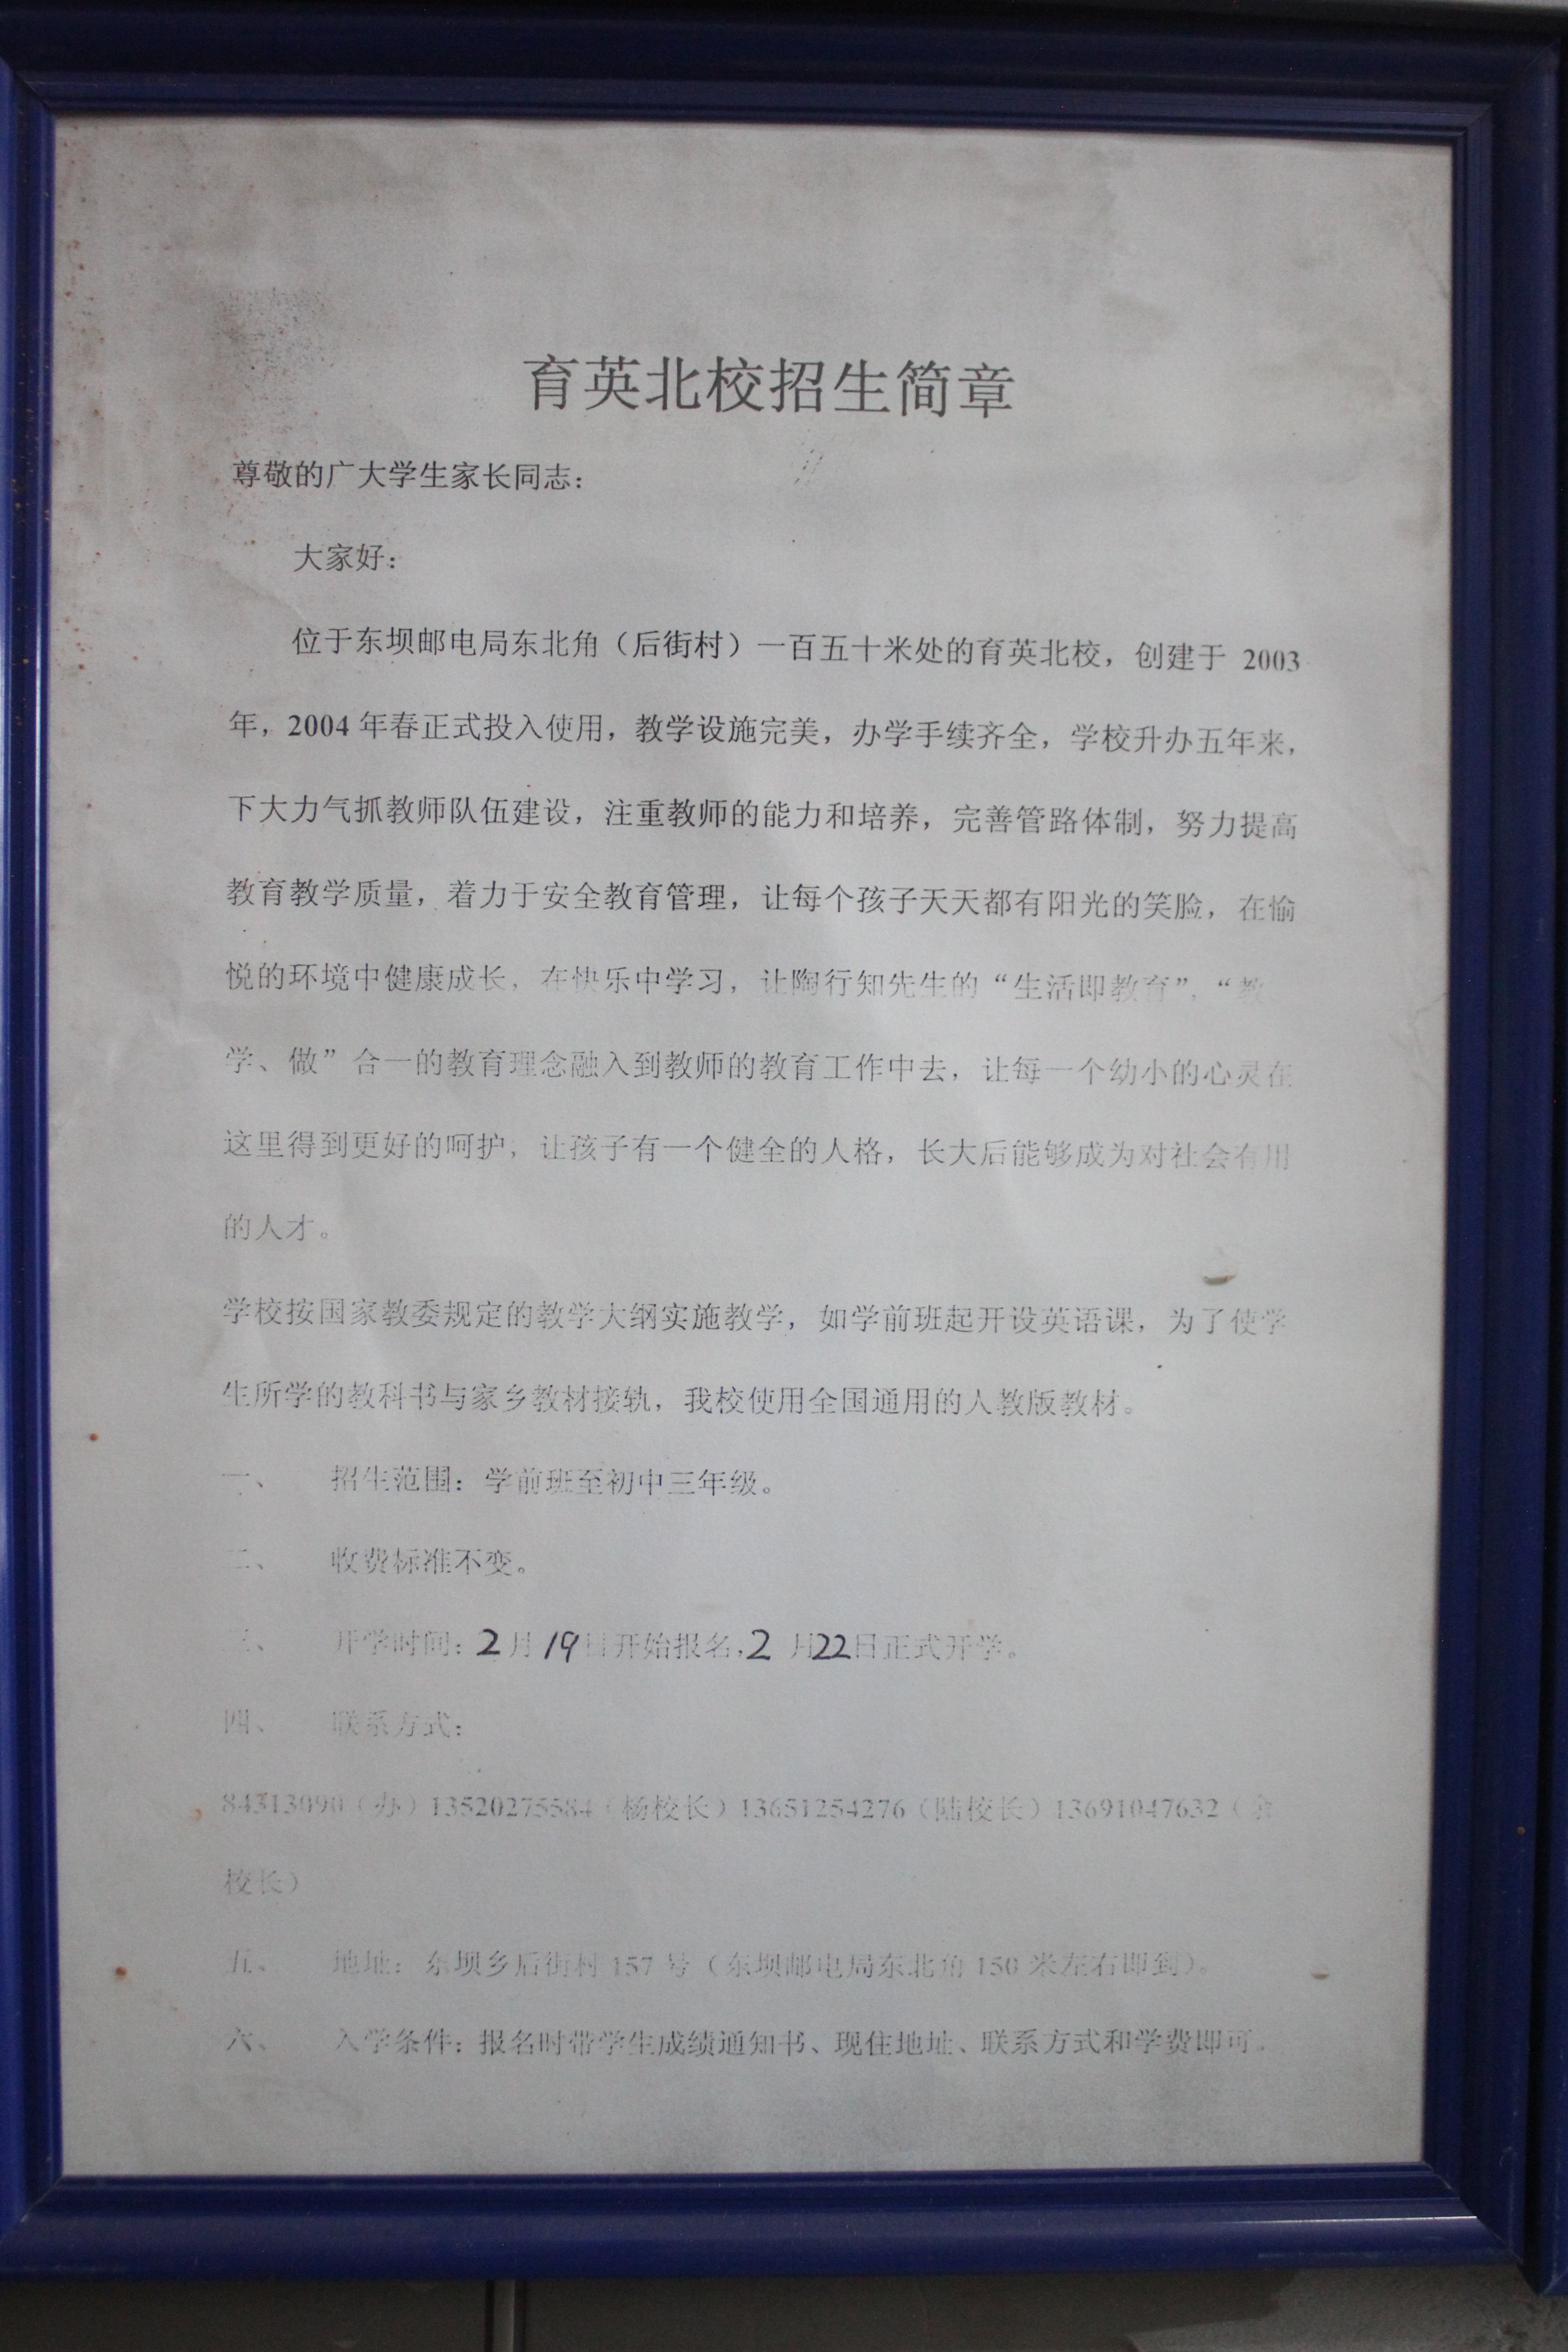 育英北校招生简章
尊敬的广大学生家长同志：
大家好：
位于东坝邮电局东北角（后街村）一百五十米处的育英北校，创建于 2003
年，2004 年春正式投入使用，教学设施完美，办学手续齐全，学校升办五年来，
下大力气抓教师队伍建设，注重教师的能力和培养，完善管路体制，努力提高
教育教学质量，着力于安全教育管理，让每个孩子天天都有阳光的笑脸，在愉
悦的环境中健康成长，在快乐中学习，让陶行知先生的“生活即教育”，“教
学、做”合一的教育理念融入到教师的教育工作中去，让每一个幼小的心灵在
这里得到更好的呵护，让孩子有一个健全的人格，长大后能够成为对社会有用
的人才。
学校按国家教委规定的教学大纲实施教学，如学前班起开设英语课，为了使学
生所学的教科书与家乡教材接轨，我校使用全国通用的人教版教材。
一、 招生范围：学前班至初中三年级。
二、 收费标准不变。
三、 开学时间：2月19日开始报名，2 月22日正式开学。
四、 联系方式：
84313090（办）13520275584（杨校长）13651254276（陆校长）13691047632（余
校长）
五、 地址：东坝乡后街村 157 号（东坝邮电局东北角 150 米左右即到）。
六、 入学条件：报名时带学生成绩通知书、现住地址、联系方式和学费即可。